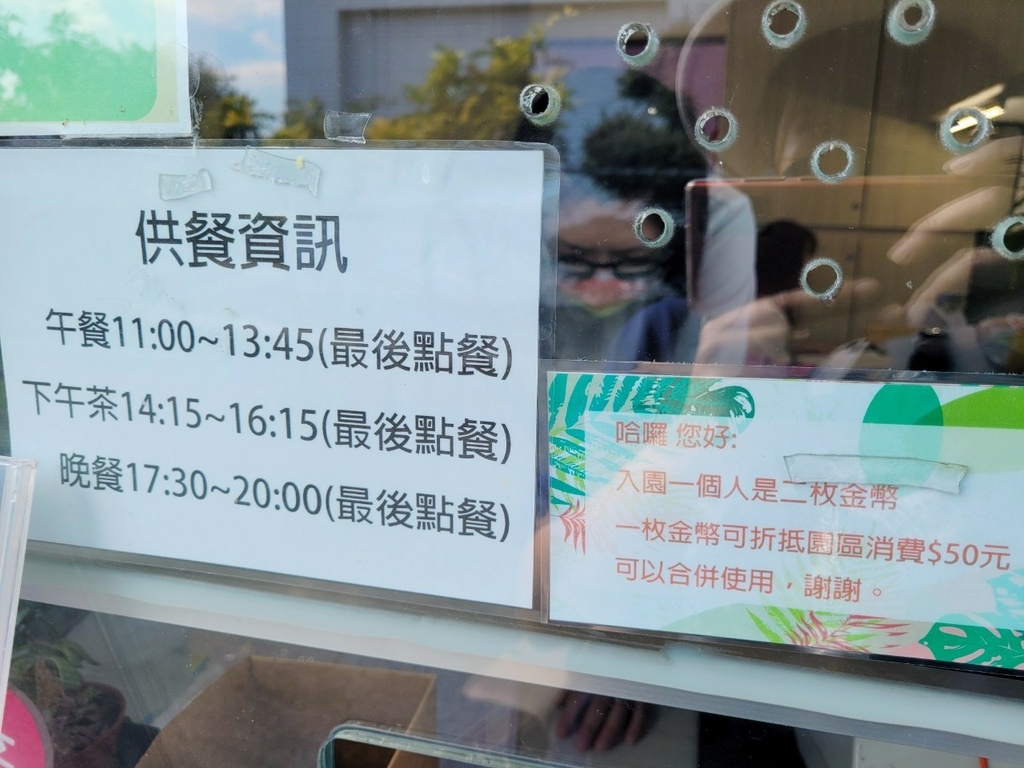 供餐資訊
午餐11:00~13:45(最後點餐)
下午茶14:15~16:15(最後點餐)
晚餐17:30~20:00(最後點餐)
哈囉 您好:
入園一個人是二枚金幣
一枚金幣可折抵園區消費$50元
可以合併使用，謝謝。